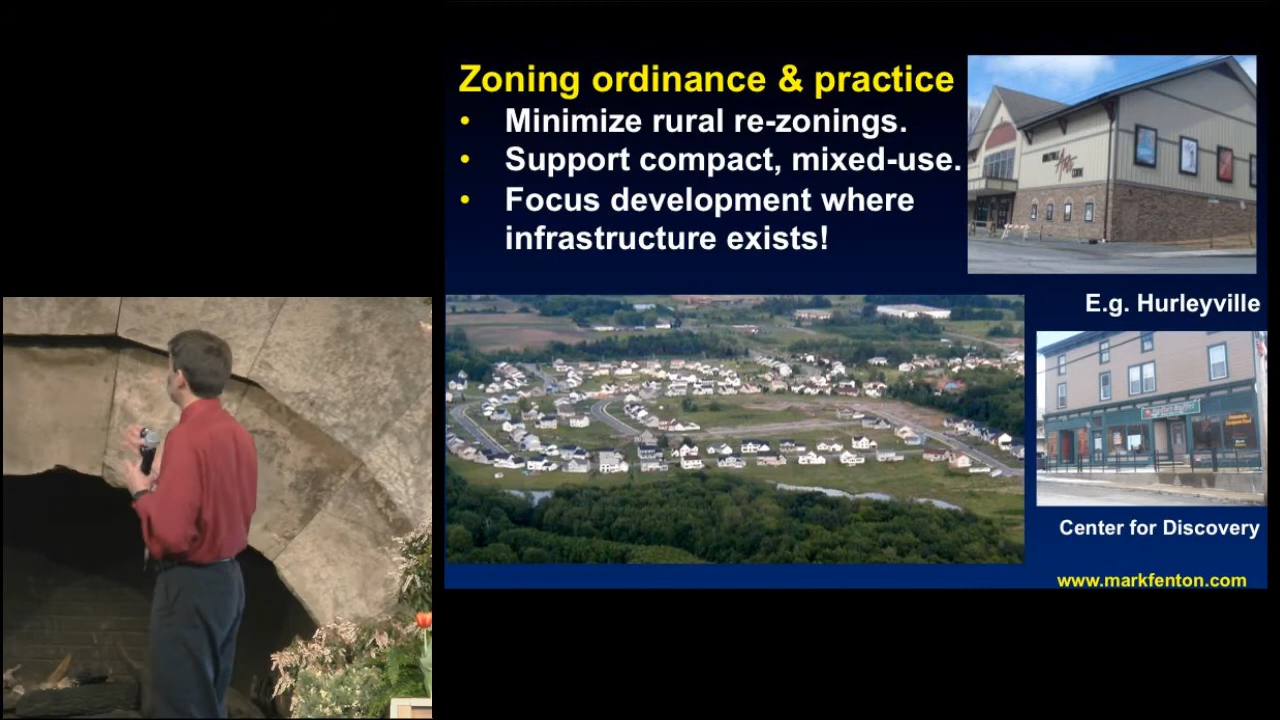 Zoning ordinance & practice
• Minimize rural re-zonings.
• Support compact, mixed-use.
• Focus development where
infrastructure exists!
Arts
E.g. Hurleyville
Center for Discovery
www.markfenton.com